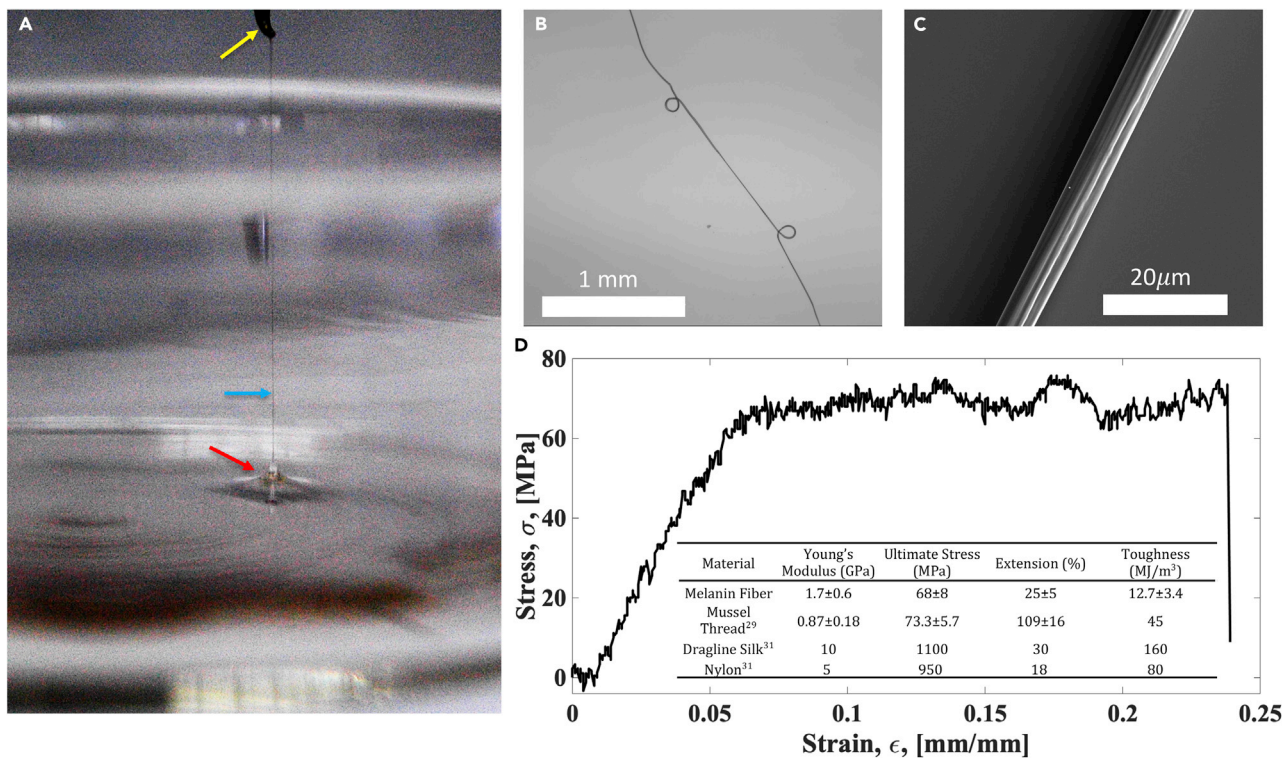 A
B
1 mm
C
20μm
D
80
60
40
20
0
Stress, σ, [MPa]
Material Young's Modulus (GPa) Ultimate Stress (MPa) Extension (%) Toughness (MJ/m³)
Melanin Fiber 1.7±0.6 68±8 25±5 12.7±3.4
Mussel Thread²⁹ 0.87±0.18 73.3±5.7 109±16 45
Dragline Silk³¹ 10 1100 30 160
Nylon³¹ 5 950 18 80
0 0.05 0.1 0.15 0.2 0.25
Strain, ϵ, [mm/mm]